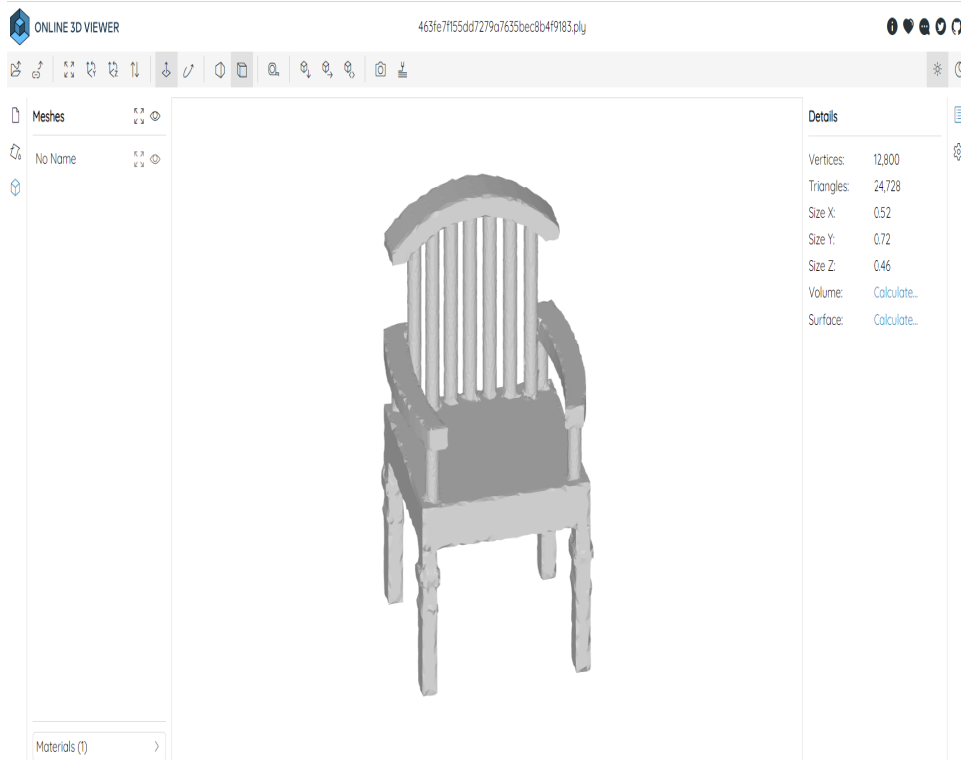 ONLINE 3D VIEWER
463fe7f155dd7279a7635bec8b4f9183.ply
Meshes
No Name
Materials (1)
Details
Vertices: 12,800
Triangles: 24,728
Size X: 0.52
Size Y: 0.72
Size Z: 0.46
Volume: Calculate...
Surface: Calculate...